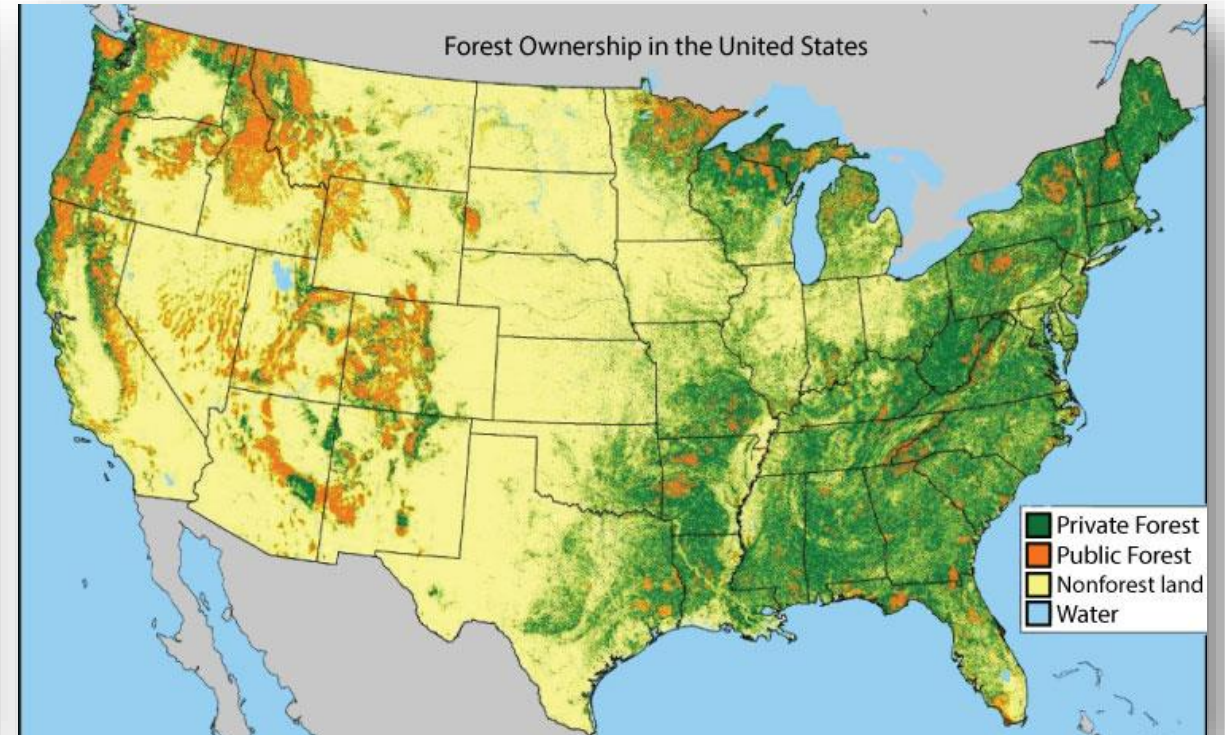 Forest Ownership in the United States
Private Forest
Public Forest
Nonforest land
Water